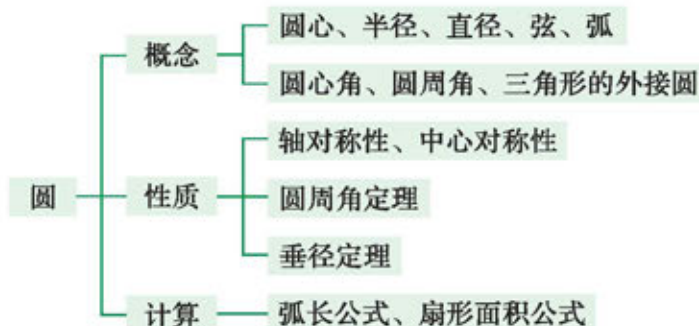 圆
概念
圆心、半径、直径、弦、弧
圆心角、圆周角、三角形的外接圆
性质
轴对称性、中心对称性
圆周角定理
垂径定理
计算
弧长公式、扇形面积公式